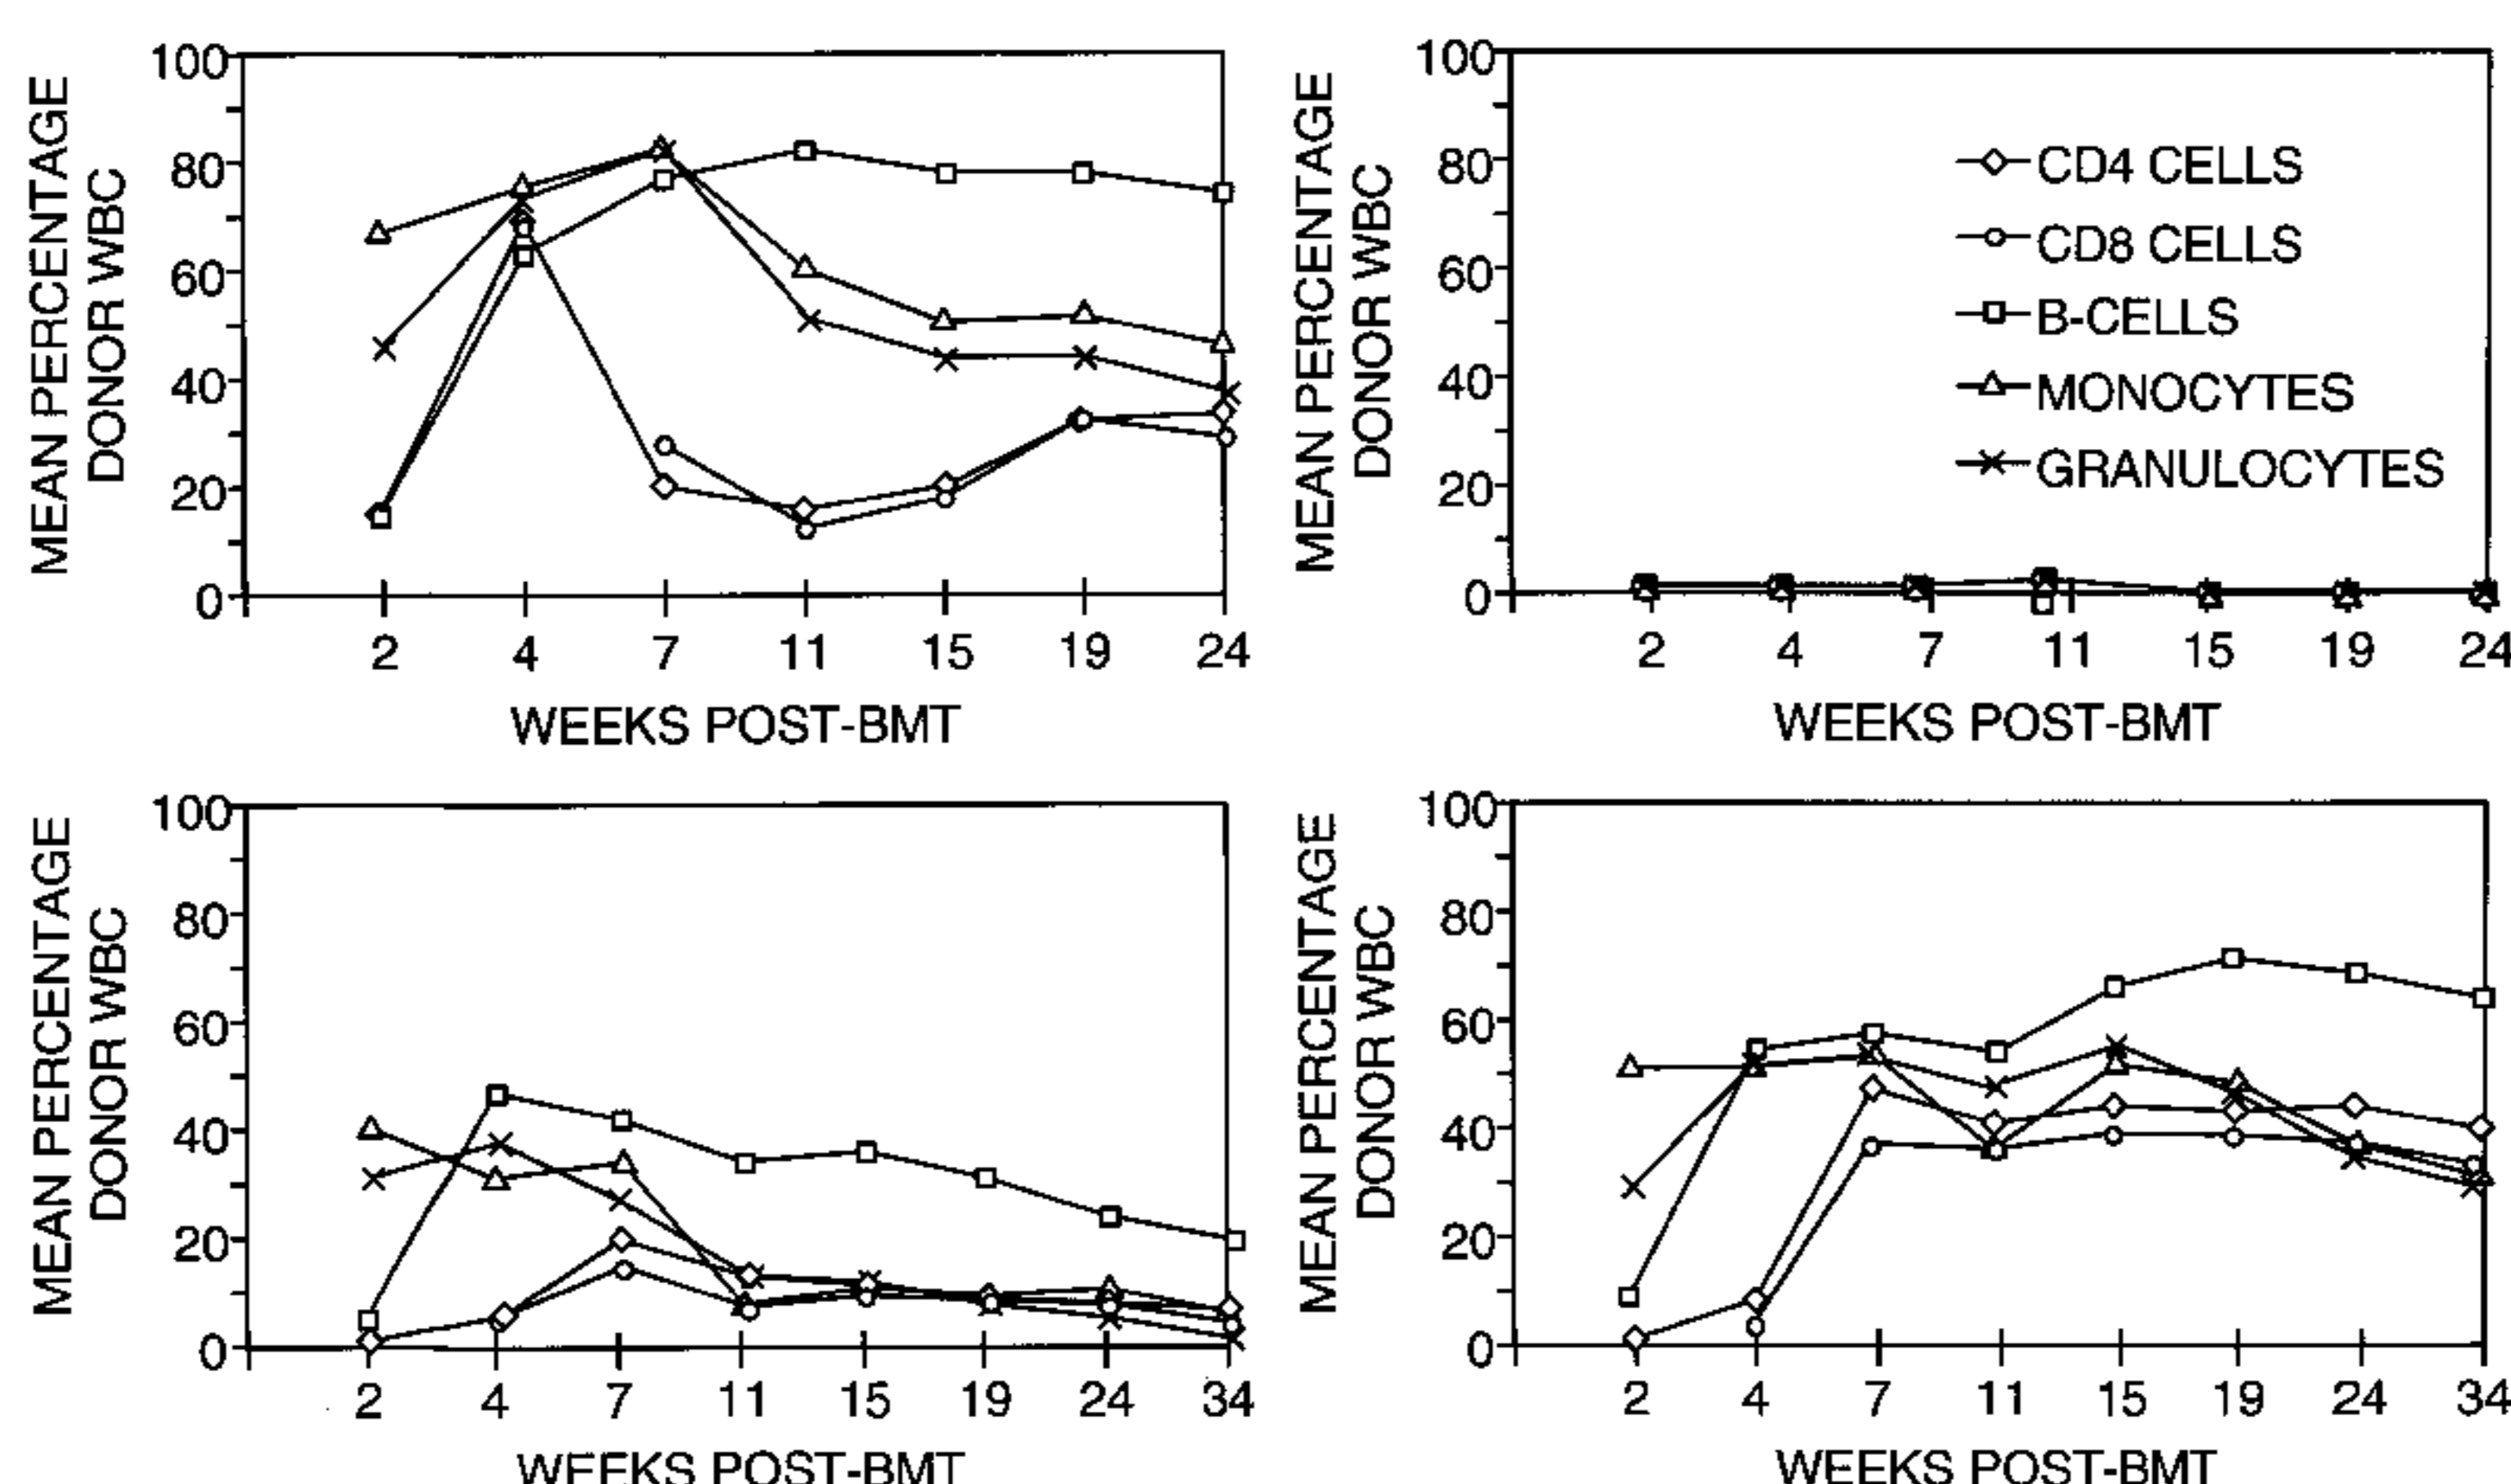 MEAN PERCENTAGE
DONOR WBC
100
80
60
40
20
0
2 4 7 11 15 19 24
WEEKS POST-BMT
MEAN PERCENTAGE
DONOR WBC
100
80
60
40
20
0
CD4 CELLS
CD8 CELLS
B-CELLS
MONOCYTES
GRANULOCYTES
2 4 7 11 15 19 24
WEEKS POST-BMT
MEAN PERCENTAGE
DONOR WBC
100
80
60
40
20
0
2 4 7 11 15 19 24 34
WEEKS POST-BMT
MEAN PERCENTAGE
DONOR WBC
100
80
60
40
20
0
2 4 7 11 15 19 24 34
WEEKS POST-BMT